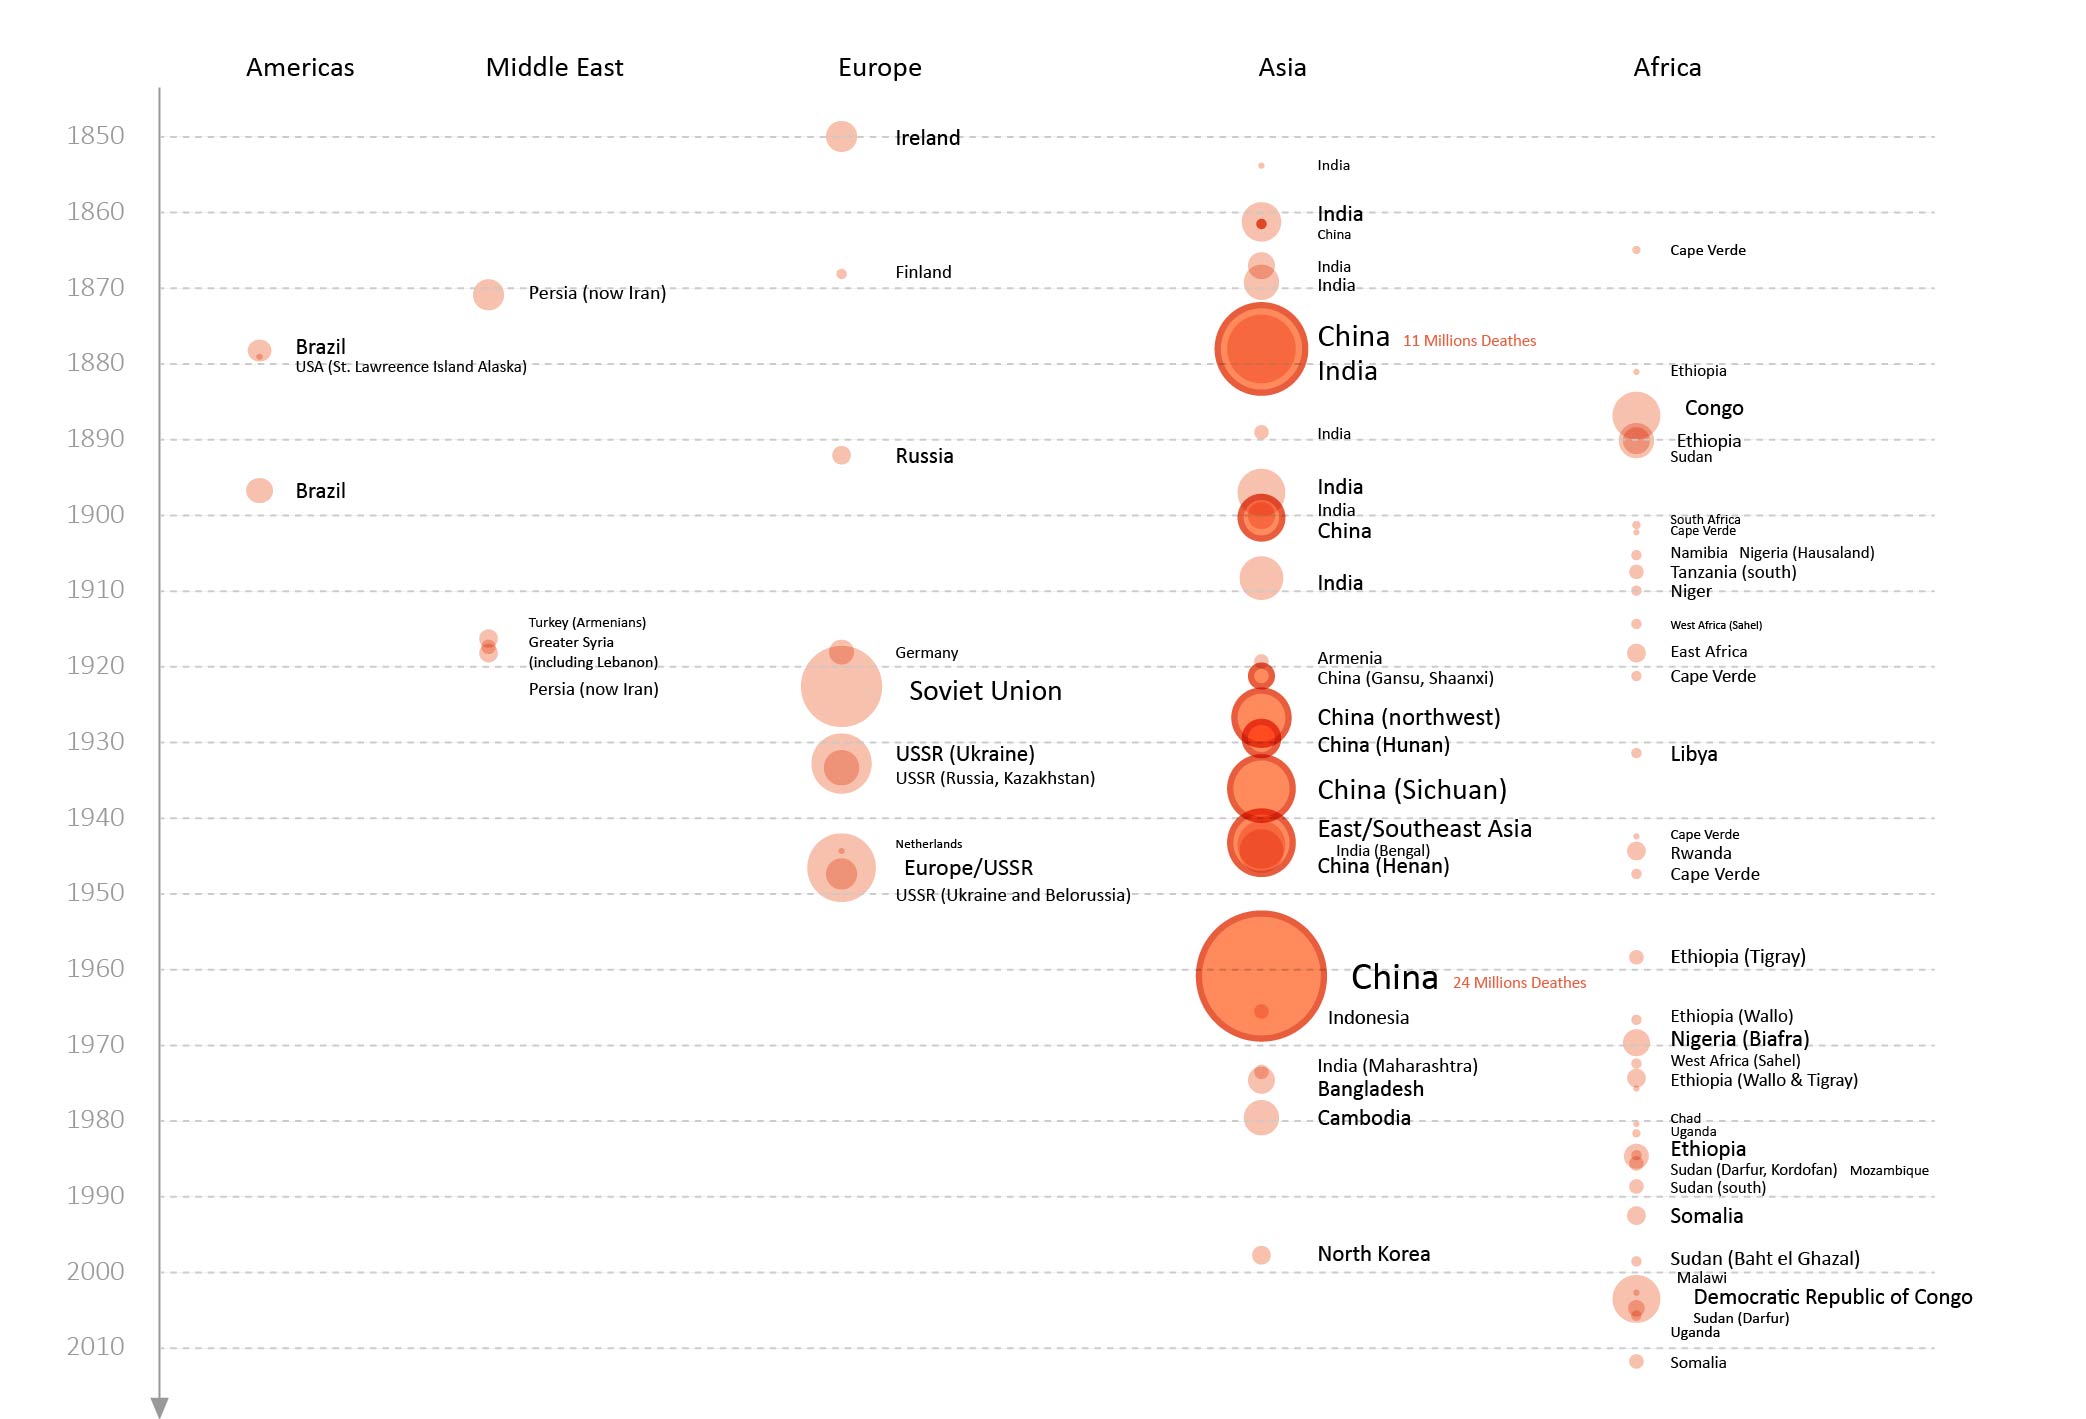 Americas Middle East Europe Asia Africa
1850 Ireland
India
1860 India
China
Cape Verde
India
Finland
1870 Persia (now Iran) India
China 11 Millions Deathes
Brazil
1880 USA (St. Lawreence Island Alaska) India Ethiopia
Congo
India
1890 Ethiopia
Russia Sudan
Brazil India
India
1900 South Africa
China Cape Verde
Namibia Nigeria (Hausaland)
Tanzania (south)
India
1910 Niger
Turkey (Armenians) West Africa (Sahel)
Greater Syria
Germany East Africa
(including Lebanon) Armenia
1920 China (Gansu, Shaanxi) Cape Verde
Persia (now Iran) Soviet Union
China (northwest)
1930 China (Hunan)
USSR (Ukraine) Libya
USSR (Russia, Kazakhstan)
China (Sichuan)
1940 East/Southeast Asia Cape Verde
Netherlands India (Bengal) Rwanda
Europe/USSR China (Henan) Cape Verde
1950 USSR (Ukraine and Belorussia)
Ethiopia (Tigray)
1960 China 24 Millions Deathes
Indonesia Ethiopia (Wallo)
1970 Nigeria (Biafra)
India (Maharashtra) West Africa (Sahel)
Bangladesh Ethiopia (Wallo & Tigray)
1980 Cambodia Chad
Uganda
Ethiopia
Sudan (Darfur, Kordofan) Mozambique
1990 Sudan (south)
Somalia
North Korea Sudan (Baht el Ghazal)
2000 Malawi
Democratic Republic of Congo
Sudan (Darfur)
Uganda
2010
Somalia